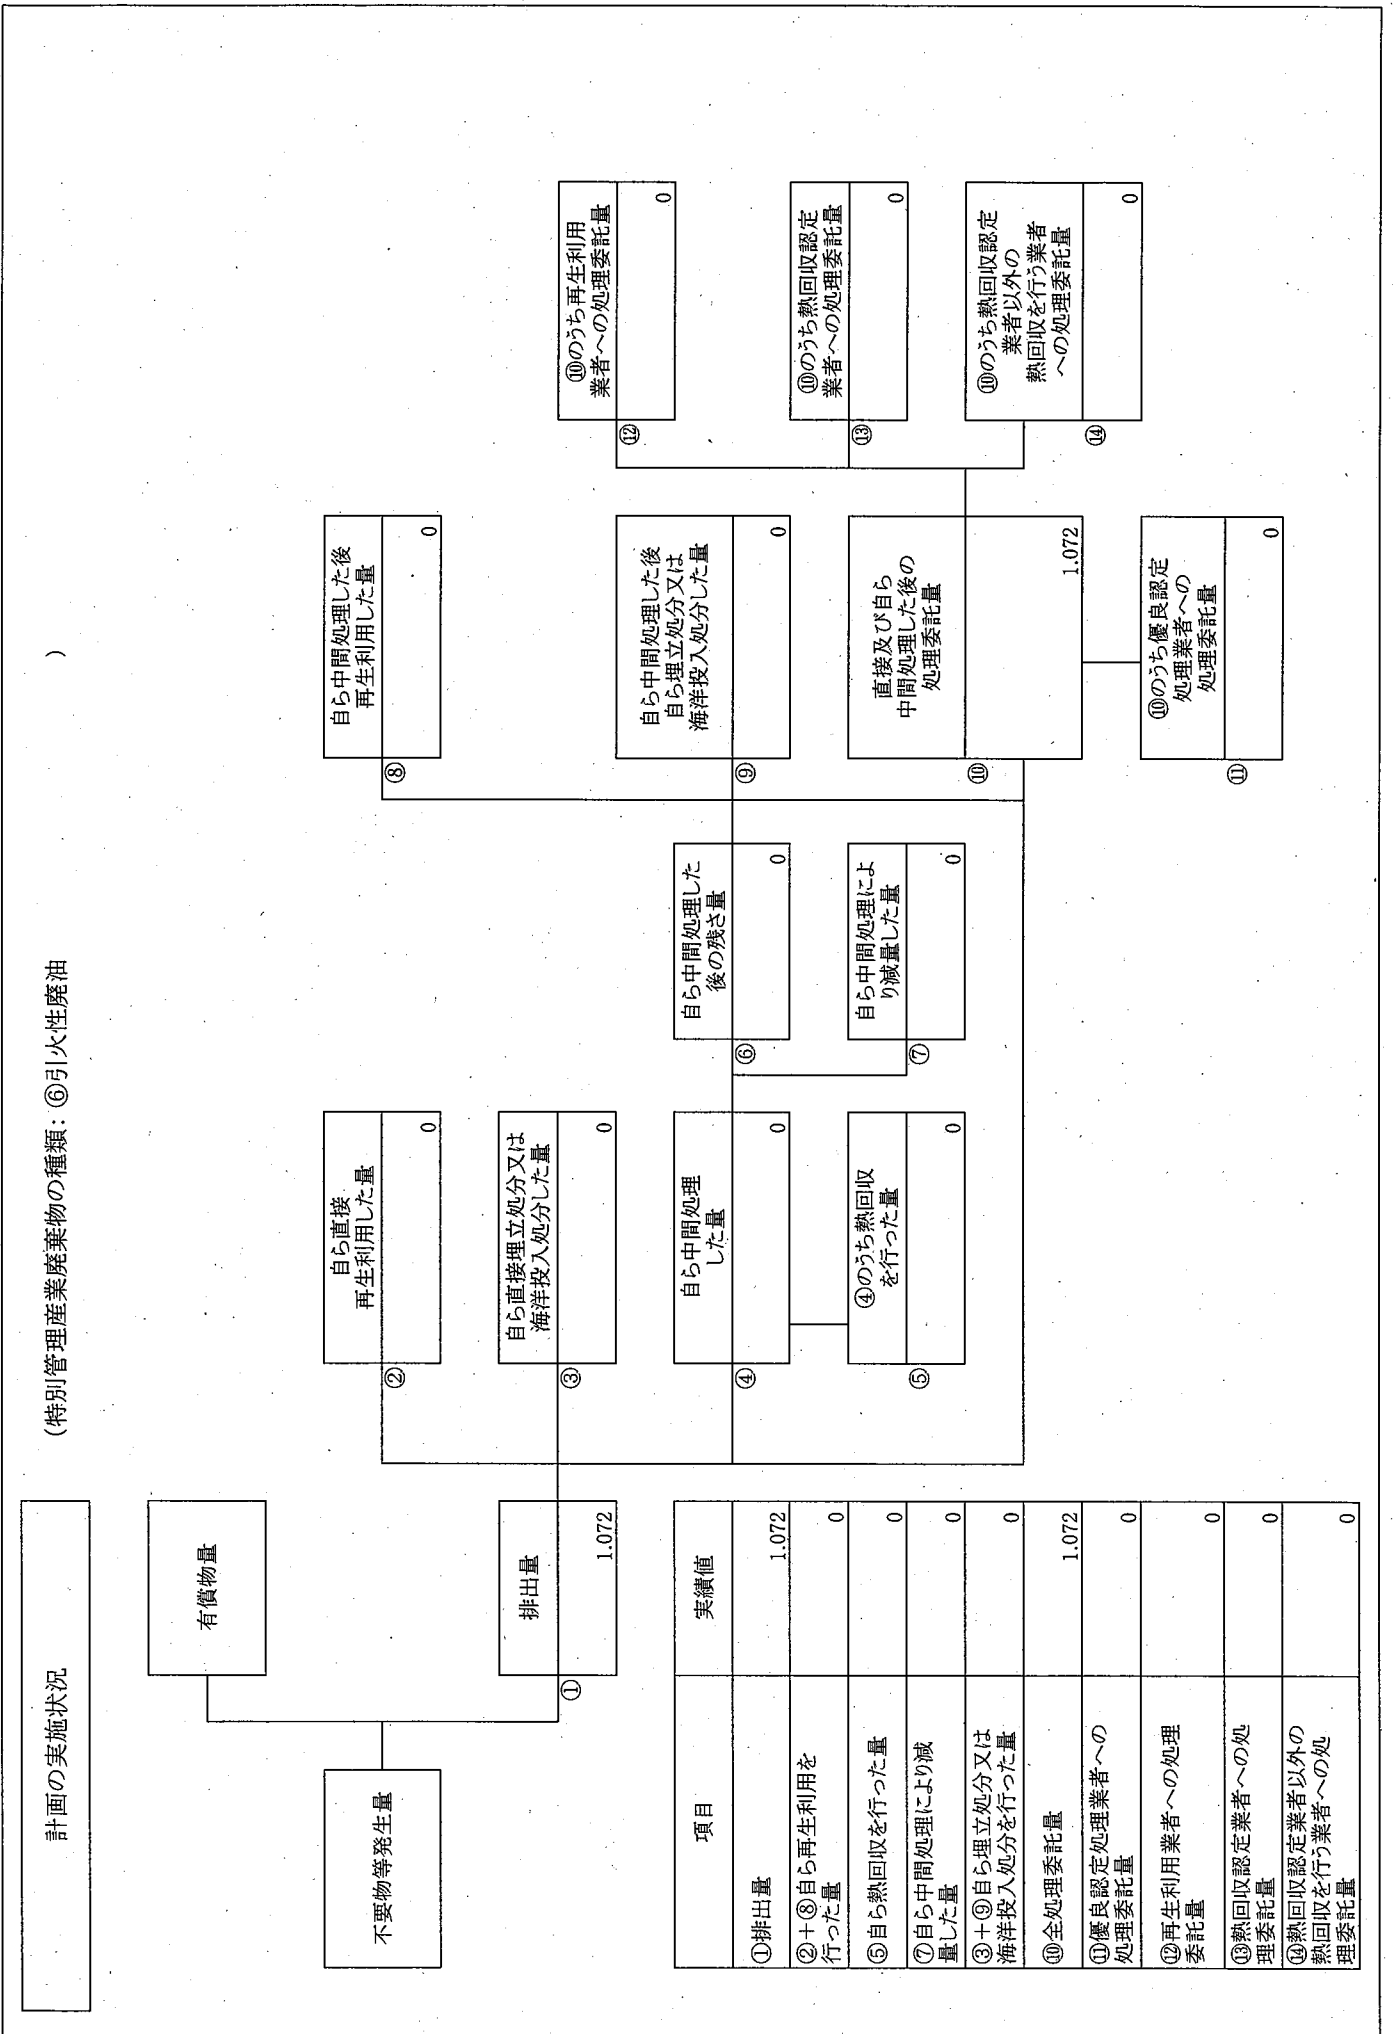 計画の実施状況
(特別管理産業廃棄物の種類：⑥引火性廃油 )
不要物等発生量
有償物量
排出量
①
1.072
自ら直接
再生利用した量
②
0
自ら直接埋立処分又は
海洋投入処分した量
③
0
自ら中間処理
した量
④
0
④のうち熱回収
を行った量
⑤
0
自ら中間処理した
後の残さ量
⑥
0
自ら中間処理によ
り減量した量
⑦
0
自ら中間処理した後
再生利用した量
⑧
0
自ら中間処理した後
自ら埋立処分又は
海洋投入処分した量
⑨
0
直接及び自ら
中間処理した後の
処理委託量
⑩
1.072
⑩のうち優良認定
処理業者への
処理委託量
⑪
0
⑩のうち再生利用
業者への処理委託量
⑫
0
⑩のうち熱回収認定
業者への処理委託量
⑬
0
⑩のうち熱回収認定
業者以外の
熱回収を行う業者
への処理委託量
⑭
0
項目 実績値
①排出量 1.072
②＋⑧自ら再生利用を
行った量 0
⑤自ら熱回収を行った量 0
⑦自ら中間処理により減
量した量 0
③＋⑨自ら埋立処分又は
海洋投入処分を行った量 0
⑩全処理委託量 1.072
⑪優良認定処理業者への
処理委託量 0
⑫再生利用業者への処理
委託量 0
⑬熱回収認定業者への処
理委託量 0
⑭熱回収認定業者以外の
熱回収を行う業者への処
理委託量 0